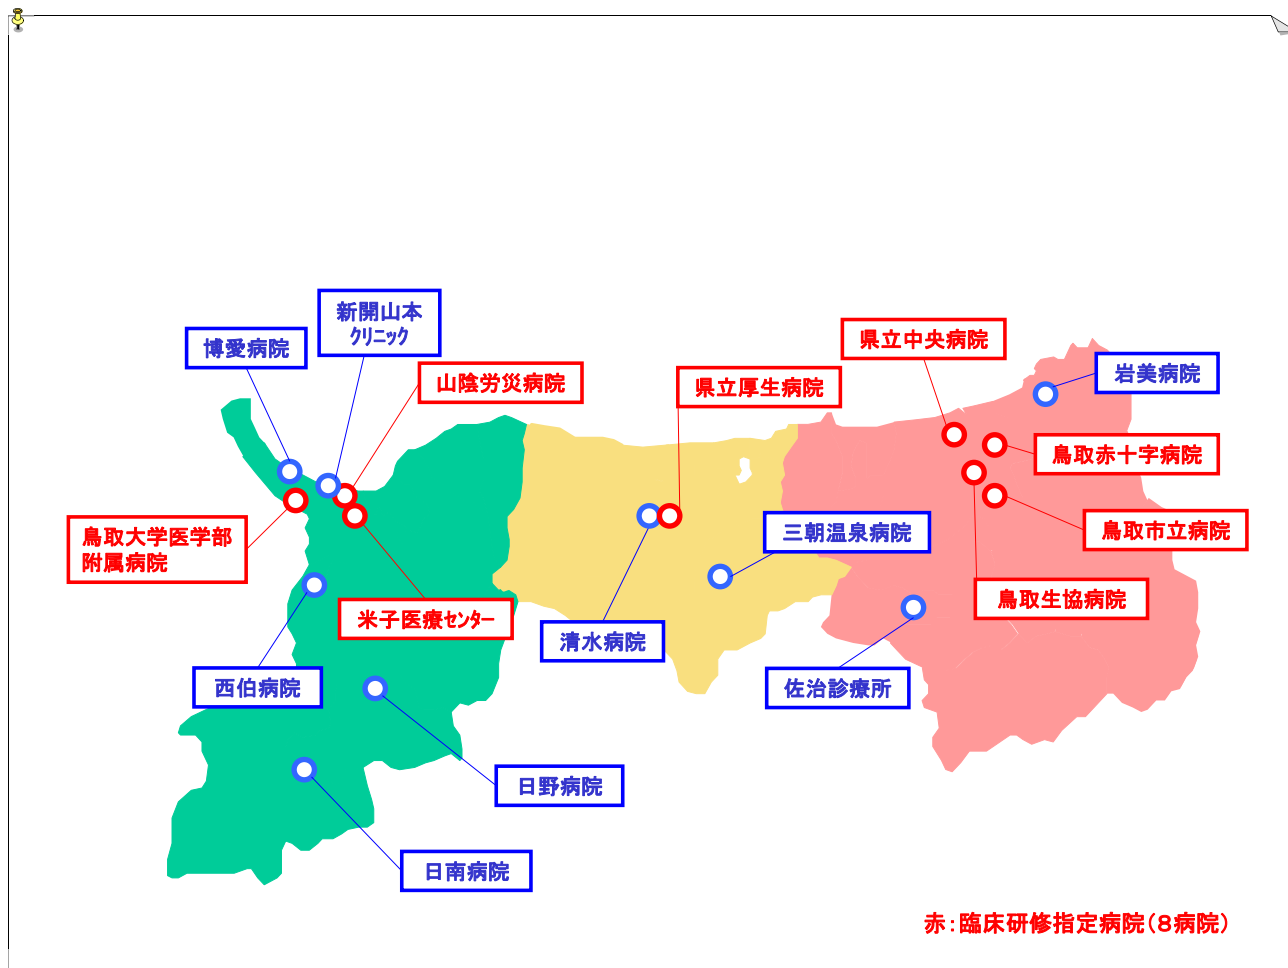 新開山本
クリニック
博愛病院
山陰労災病院
県立厚生病院
県立中央病院
岩美病院
鳥取赤十字病院
鳥取大学医学部
附属病院
三朝温泉病院
鳥取市立病院
米子医療センター
清水病院
鳥取生協病院
西伯病院
佐治診療所
日野病院
日南病院
赤：臨床研修指定病院（８病院）